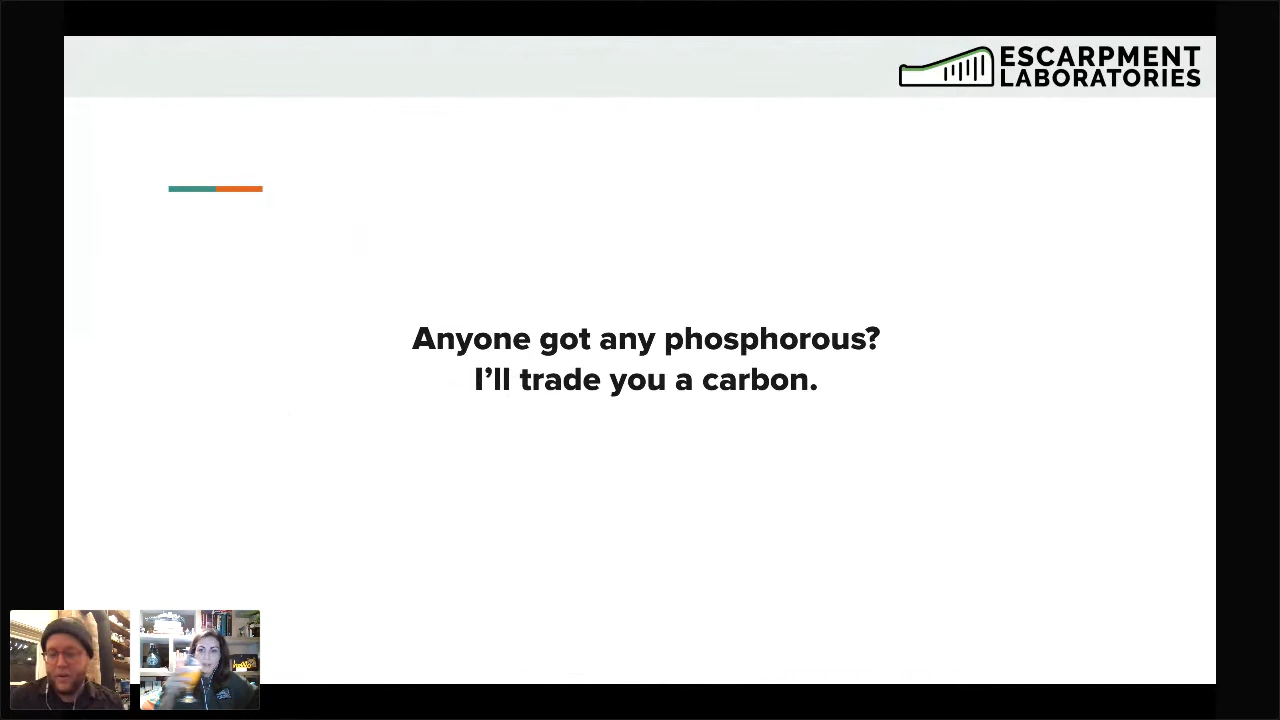 ESCARPMENT
LABORATORIES
Anyone got any phosphorous?
I'll trade you a carbon.